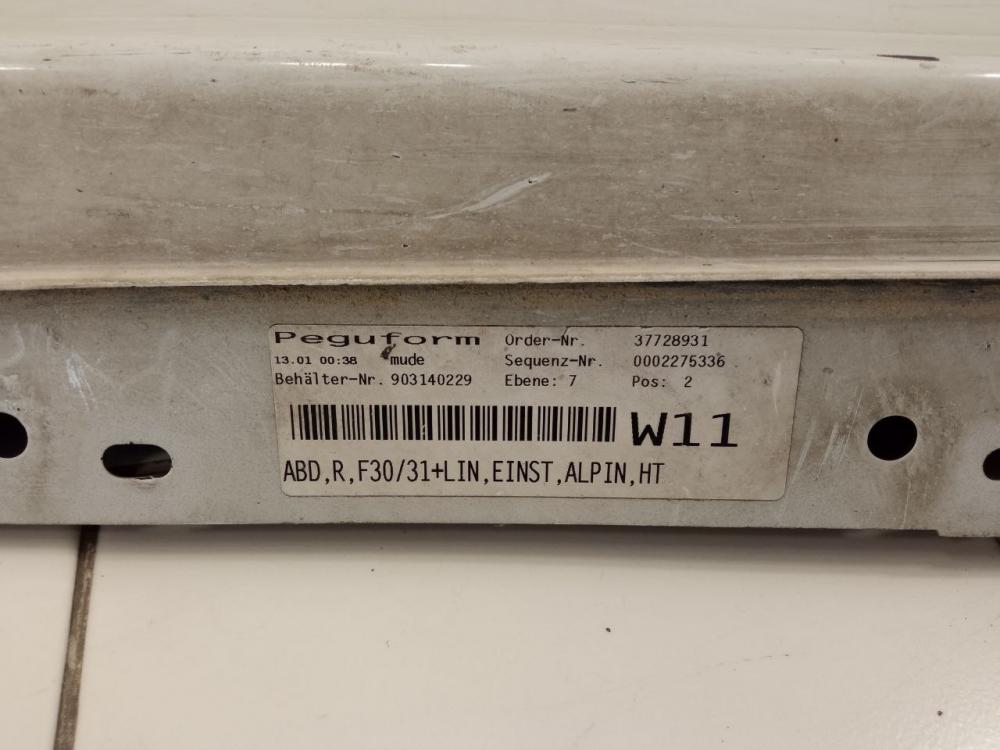 Peguform Order-Nr. 37728931
13.01 00:38 mude Sequenz-Nr. 0002275336
Behälter-Nr. 903140229 Ebene: 7 Pos: 2
W11
ABD,R,F30/31+LIN,EINST,ALPIN,HT